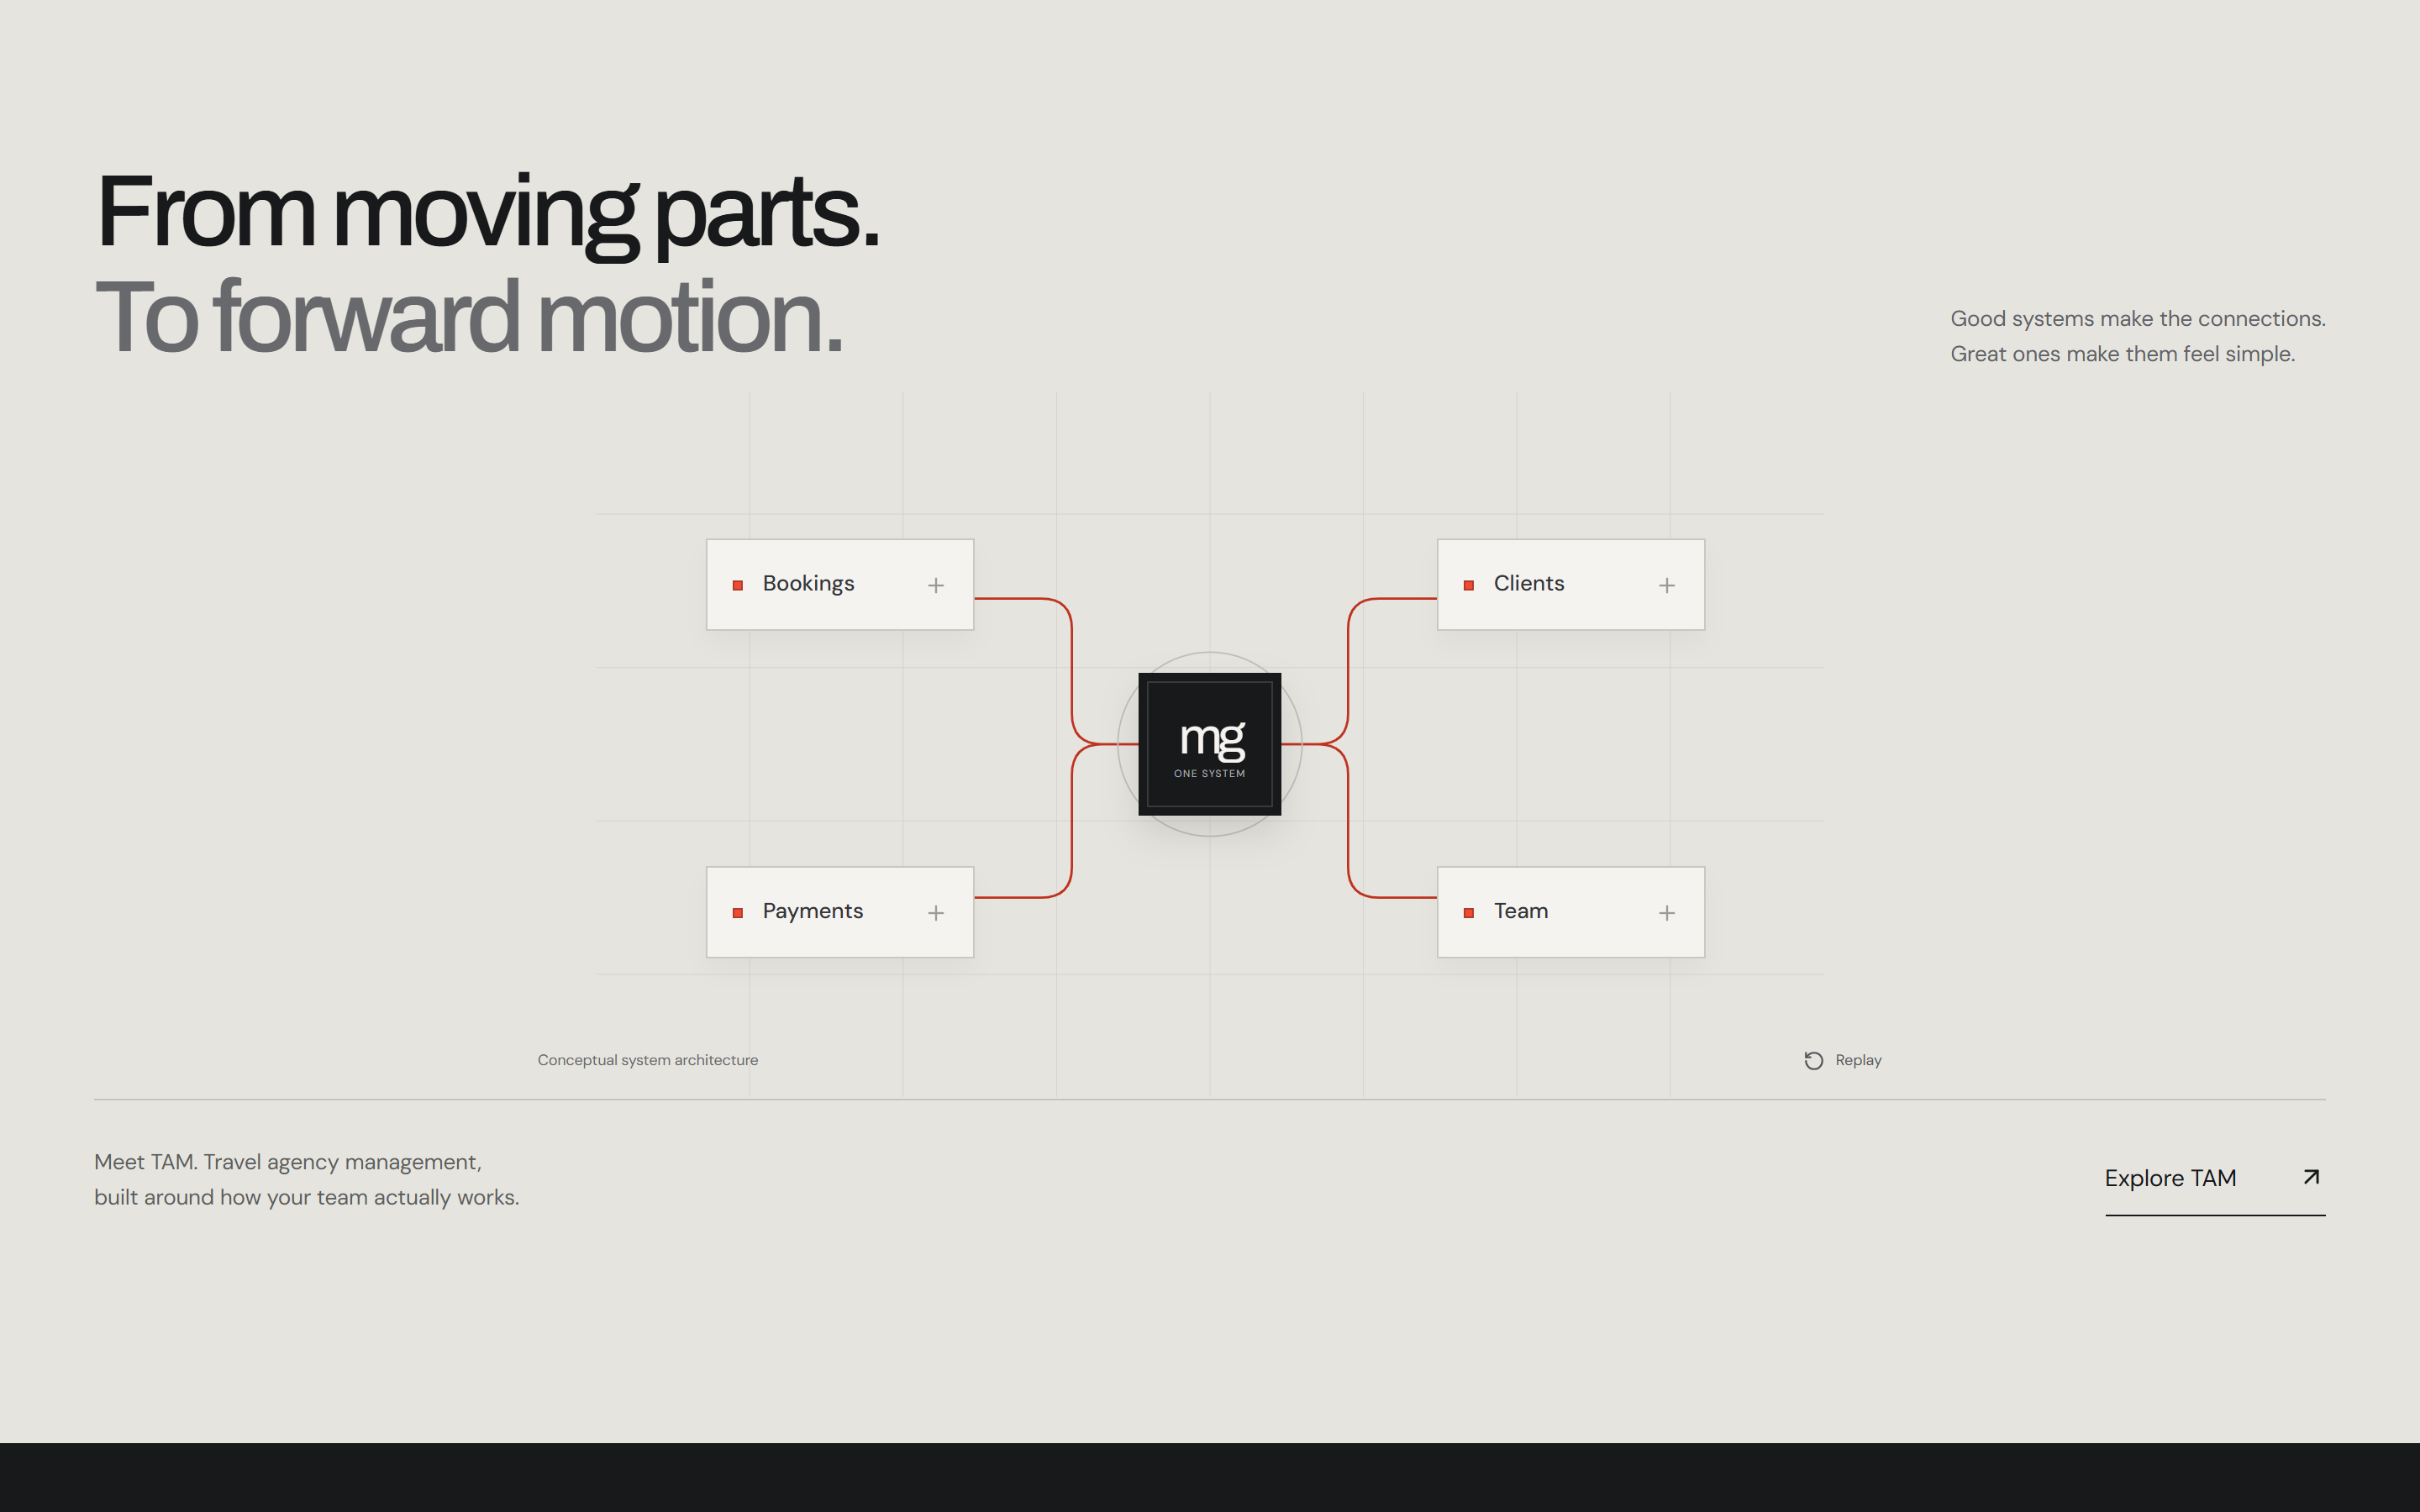 From moving parts.
To forward motion.
Good systems make the connections.
Great ones make them feel simple.
Bookings
Clients
mg
ONE SYSTEM
Payments
Team
Conceptual system architecture
Replay
Meet TAM. Travel agency management,
built around how your team actually works.
Explore TAM